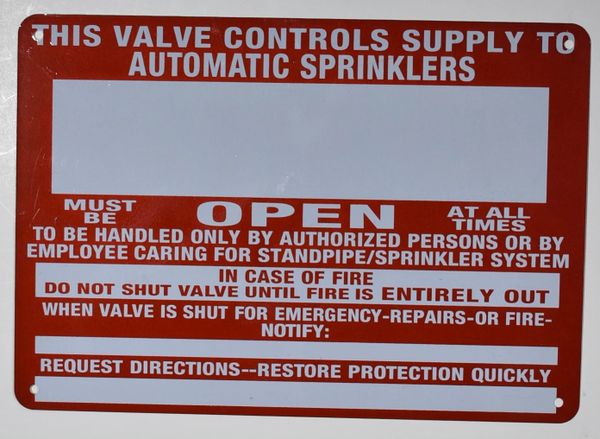 THIS VALVE CONTROLS SUPPLY TO
AUTOMATIC SPRINKLERS
MUST BE OPEN AT ALL TIMES
TO BE HANDLED ONLY BY AUTHORIZED PERSONS OR BY
EMPLOYEE CARING FOR STANDPIPE/SPRINKLER SYSTEM
IN CASE OF FIRE
DO NOT SHUT VALVE UNTIL FIRE IS ENTIRELY OUT
WHEN VALVE IS SHUT FOR EMERGENCY-REPAIRS-OR FIRE-
NOTIFY:
REQUEST DIRECTIONS--RESTORE PROTECTION QUICKLY